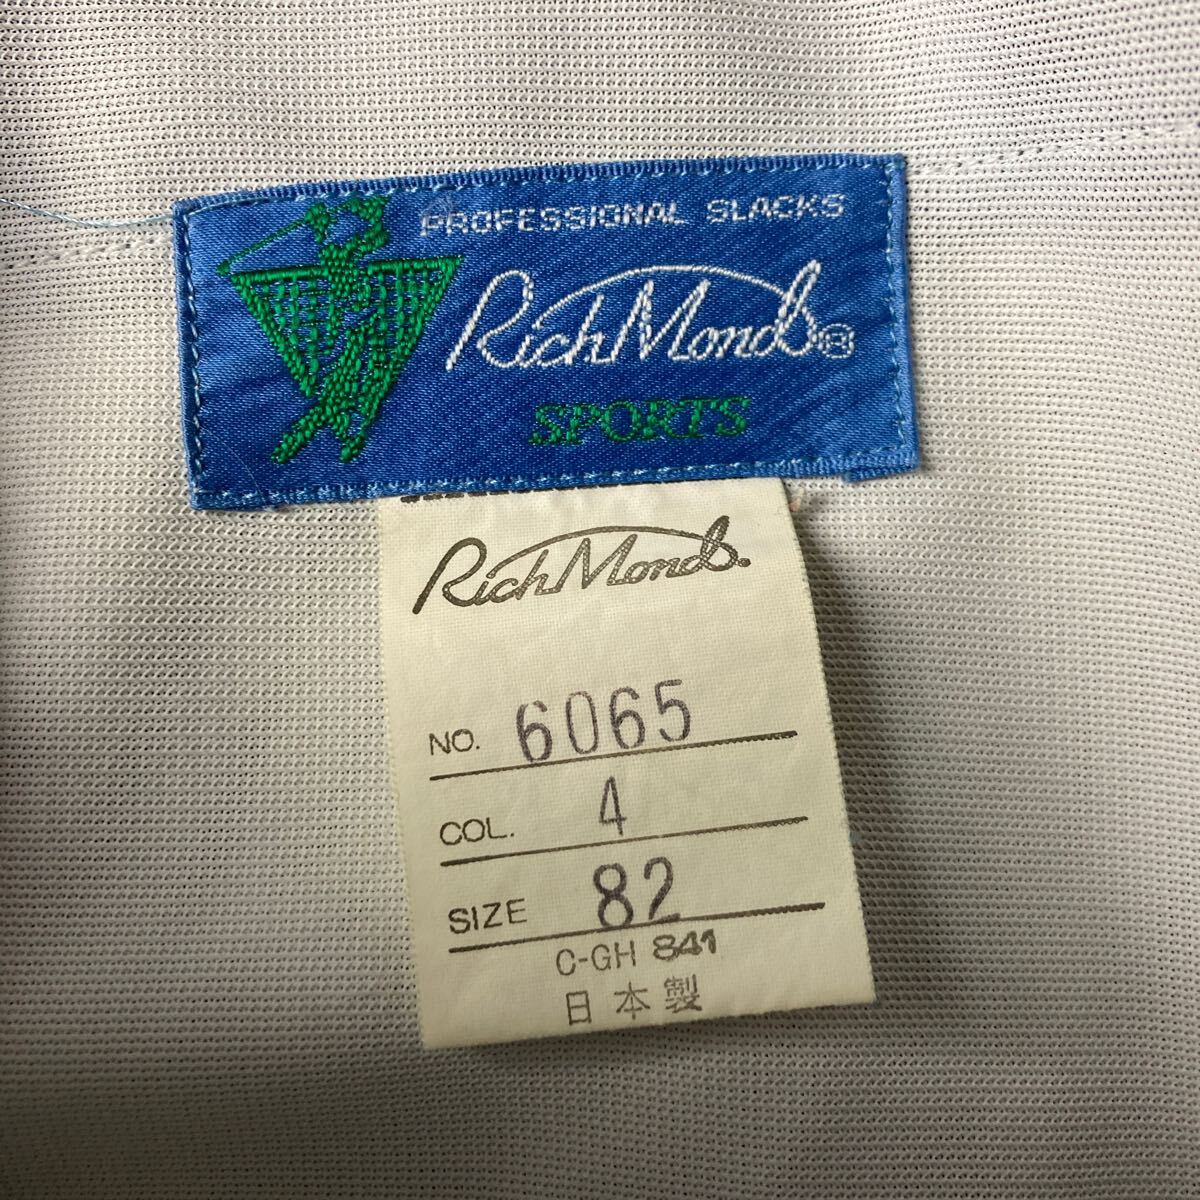 PROFESSIONAL SLACKS
RichMond®
SPORTS
RichMond.
NO. 6065
COL. 4
SIZE 82
C-GH 841
日本製